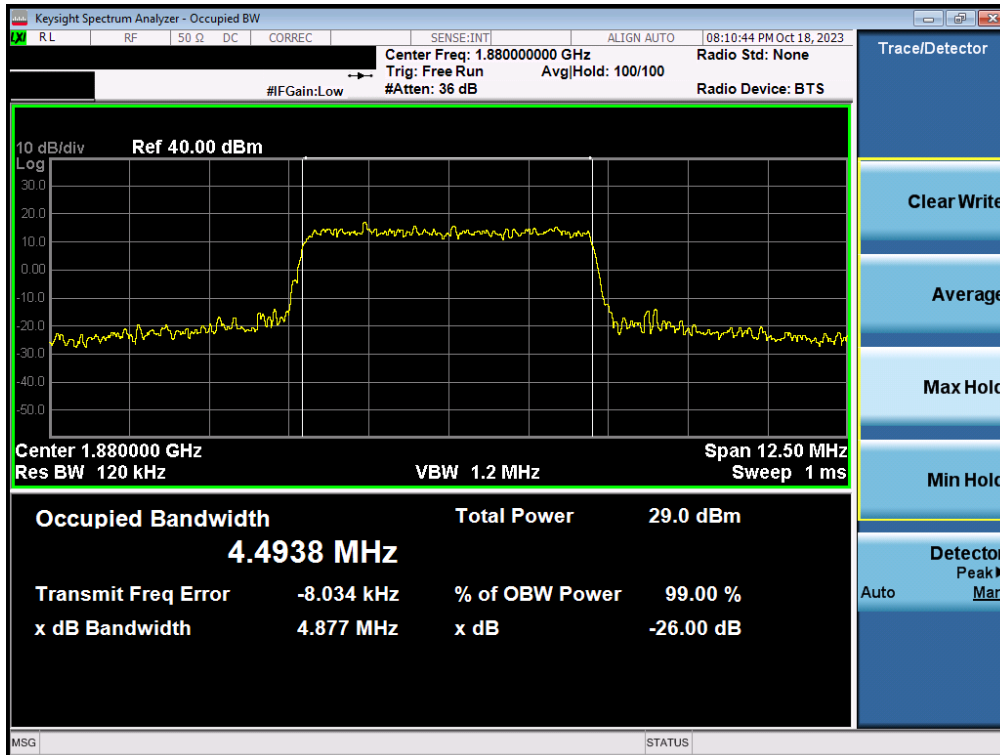 Keysight Spectrum Analyzer - Occupied BW
LXI RL RF 50 Ω DC CORREC SENSE:INT ALIGN AUTO 08:10:44 PM Oct 18, 2023
Center Freq: 1.880000000 GHz Radio Std: None
Trig: Free Run Avg|Hold: 100/100
#IFGain:Low #Atten: 36 dB Radio Device: BTS
Trace/Detector
10 dB/div Ref 40.00 dBm
Log
30.0
20.0
10.0
0.00
-10.0
-20.0
-30.0
-40.0
-50.0
Center 1.880000 GHz Span 12.50 MHz
Res BW 120 kHz VBW 1.2 MHz Sweep 1 ms
Occupied Bandwidth Total Power 29.0 dBm
4.4938 MHz
Transmit Freq Error -8.034 kHz % of OBW Power 99.00 %
x dB Bandwidth 4.877 MHz x dB -26.00 dB
Clear Write
Average
Max Hold
Min Hold
Detector
Peak
Auto Man
MSG STATUS